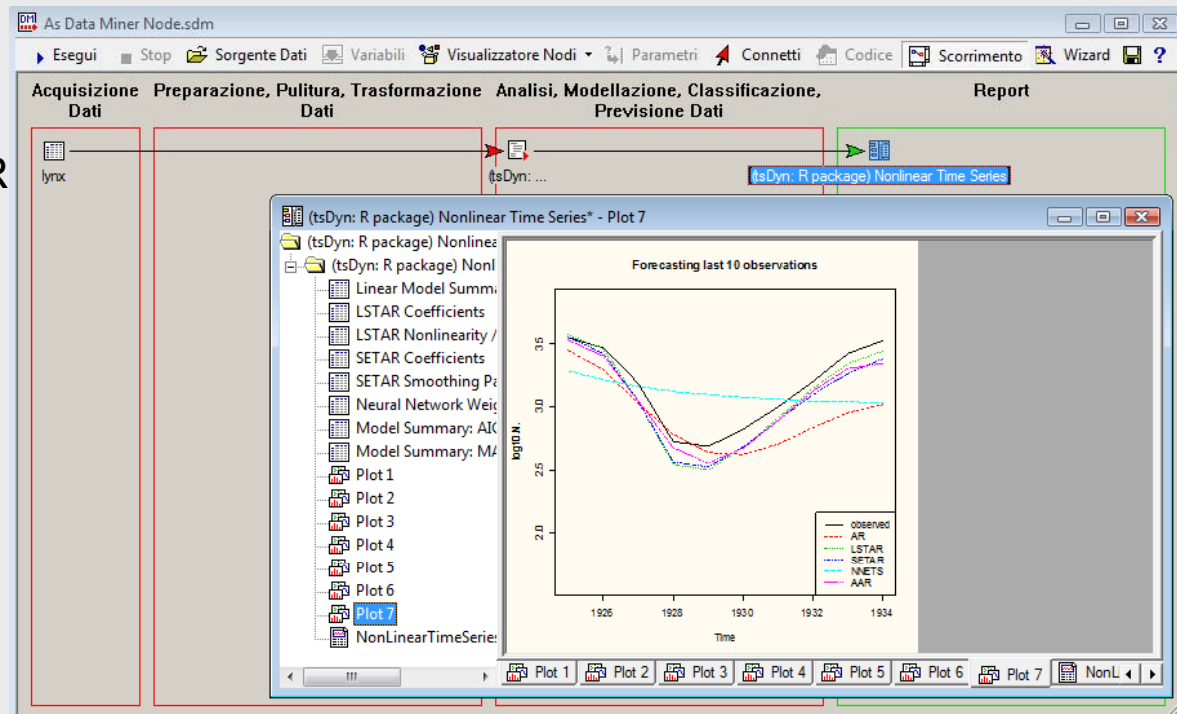 As Data Miner Node.sdm
Esegui Stop Sorgente Dati Variabili Visualizzatore Nodi Parametri Connetti Codice Scorrimento Wizard ?
Acquisizione
Dati
Preparazione, Pulitura, Trasformazione
Dati
Analisi, Modellazione, Classificazione,
Previsione Dati
Report
R
lynx
(tsDyn: ...
(tsDyn: R package) Nonlinear Time Series
(tsDyn: R package) Nonlinear Time Series* - Plot 7
(tsDyn: R package) Nonlinea
(tsDyn: R package) Nonl
Linear Model Summa
LSTAR Coefficients
LSTAR Nonlinearity /
SETAR Coefficients
SETAR Smoothing Pa
Neural Network Weig
Model Summary: AIC
Model Summary: MA
Plot 1
Plot 2
Plot 3
Plot 4
Plot 5
Plot 6
Plot 7
NonLinearTimeSeries
Forecasting last 10 observations
log10.N.
3.5
3.0
2.5
2.0
observed
AR
LSTAR
SETAR
NNETS
AAR
1926 1928 1930 1932 1934
Time
Plot 1 Plot 2 Plot 3 Plot 4 Plot 5 Plot 6 Plot 7 NonL